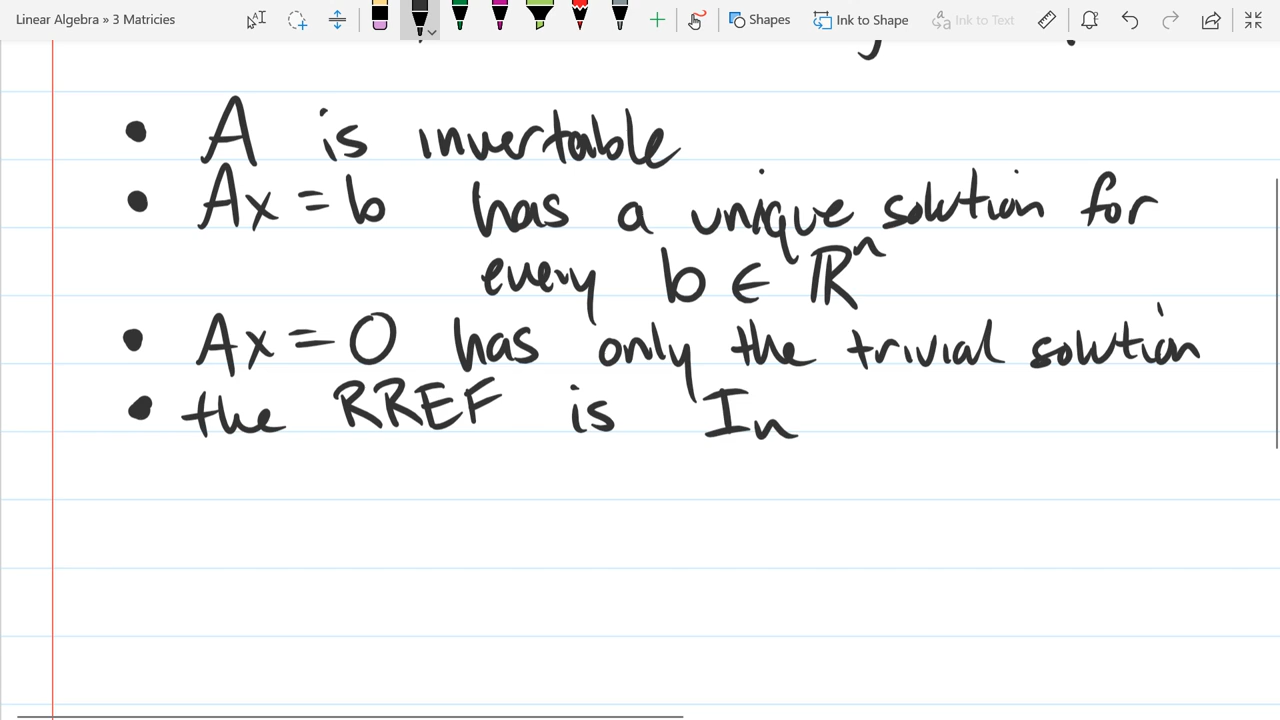 Linear Algebra » 3 Matricies
Shapes
Ink to Shape
Ink to Text
• A is invertable
• Ax = b has a unique solution for
every b ∈ ℝⁿ
• Ax = 0 has only the trivial solution
• the RREF is In